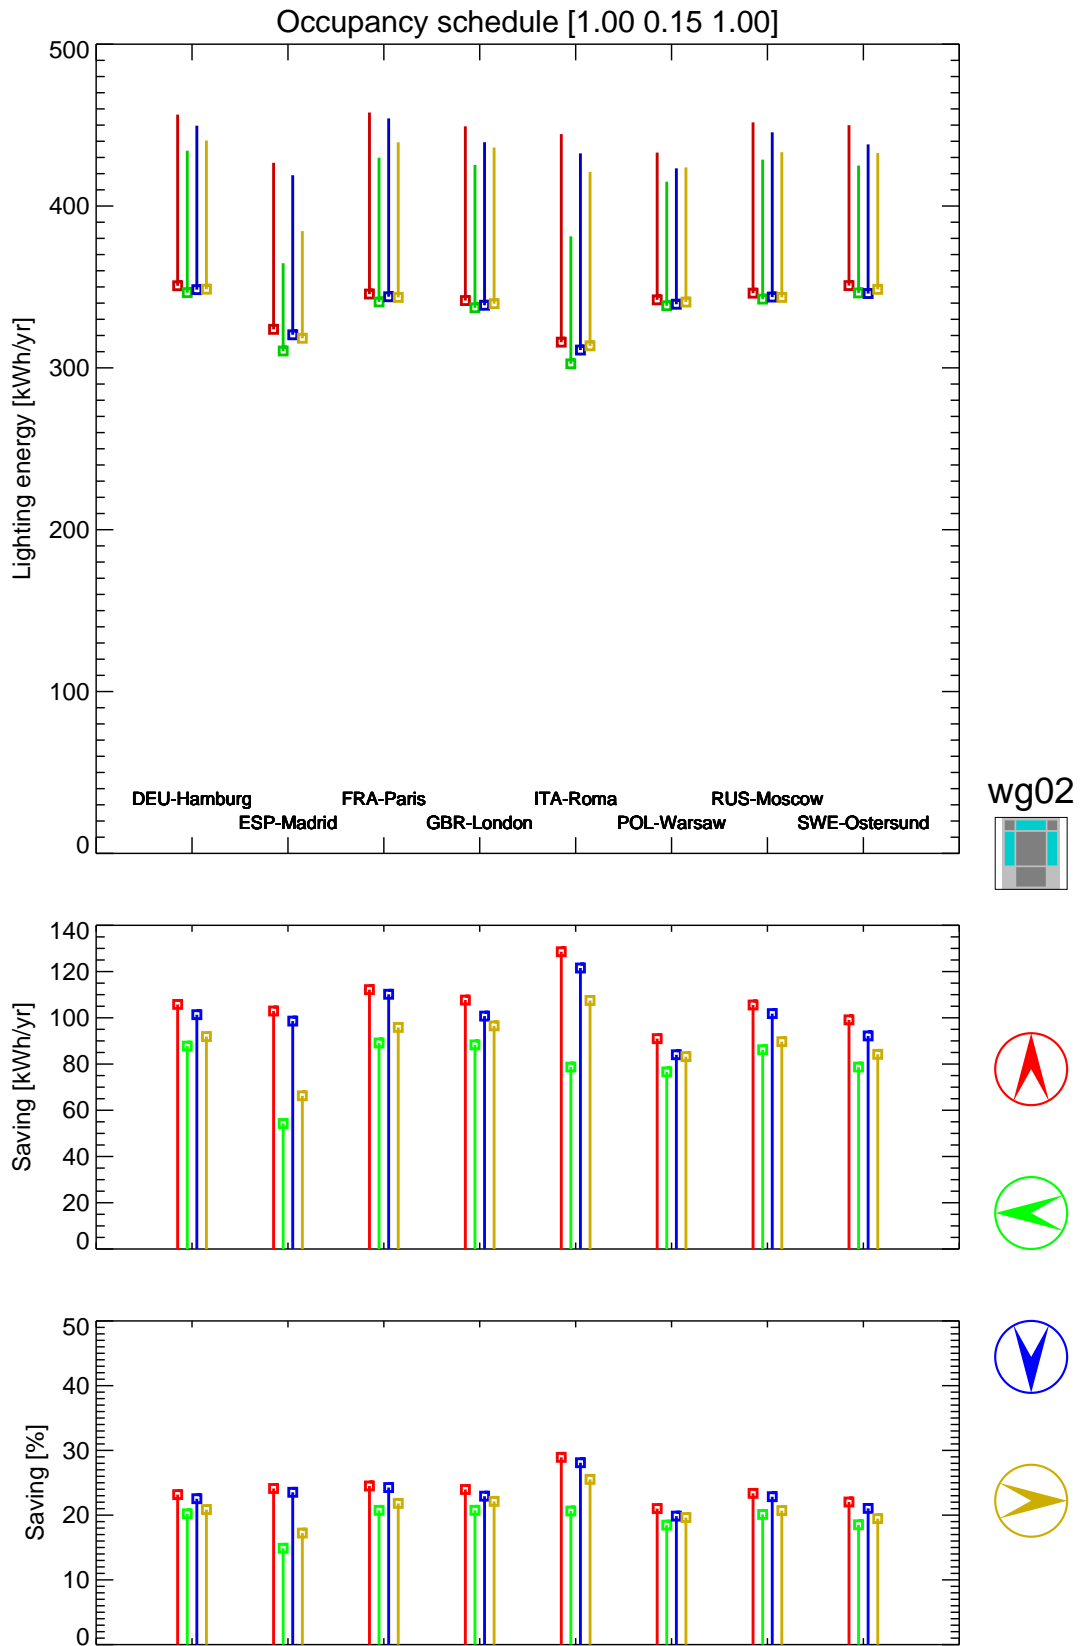 Occupancy schedule [1.00 0.15 1.00]
500
400
300
200
100
0
Lighting energy [kWh/yr]
DEU-Hamburg
ESP-Madrid
FRA-Paris
GBR-London
ITA-Roma
POL-Warsaw
RUS-Moscow
SWE-Ostersund
wg02
140
120
100
80
60
40
20
0
Saving [kWh/yr]
50
40
30
20
10
0
Saving [%]